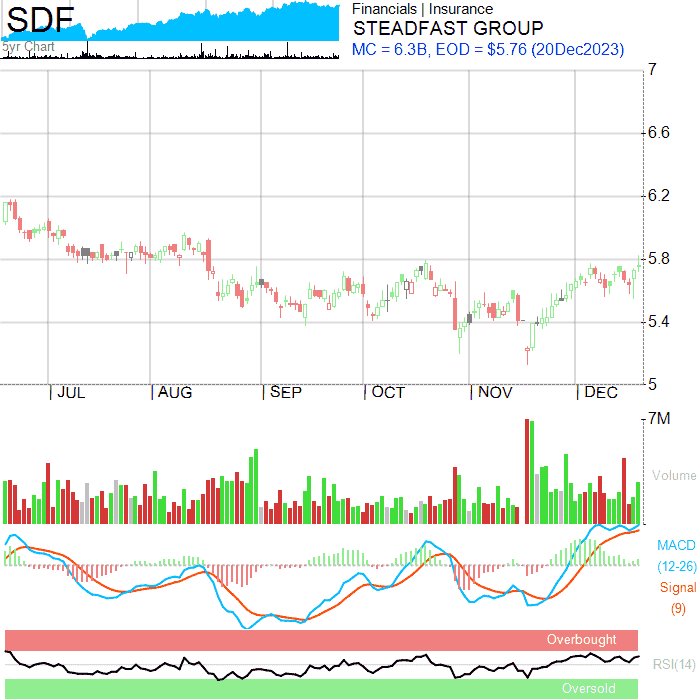 SDF
5yr Chart
Financials | Insurance
STEADFAST GROUP
MC = 6.3B, EOD = $5.76 (20Dec2023)
7
6.6
6.2
5.8
5.4
5
JUL AUG SEP OCT NOV DEC
7M
Volume
MACD
(12-26)
Signal
(9)
Overbought
RSI(14)
Oversold